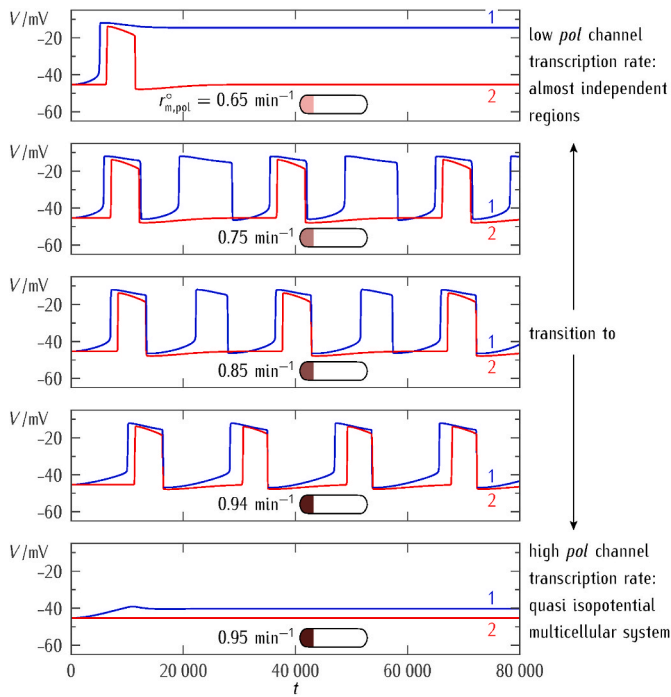 V/mV
−20
−40
−60
1
2
r°m,pol = 0.65 min−1
low pol channel
transcription rate:
almost independent
regions
V/mV
−20
−40
−60
1
2
0.75 min−1
V/mV
−20
−40
−60
1
2
0.85 min−1
transition to
V/mV
−20
−40
−60
1
2
0.94 min−1
V/mV
−20
−40
−60
1
2
0.95 min−1
high pol channel
transcription rate:
quasi isopotential
multicellular system
0 20 000 40 000 60 000 80 000
t